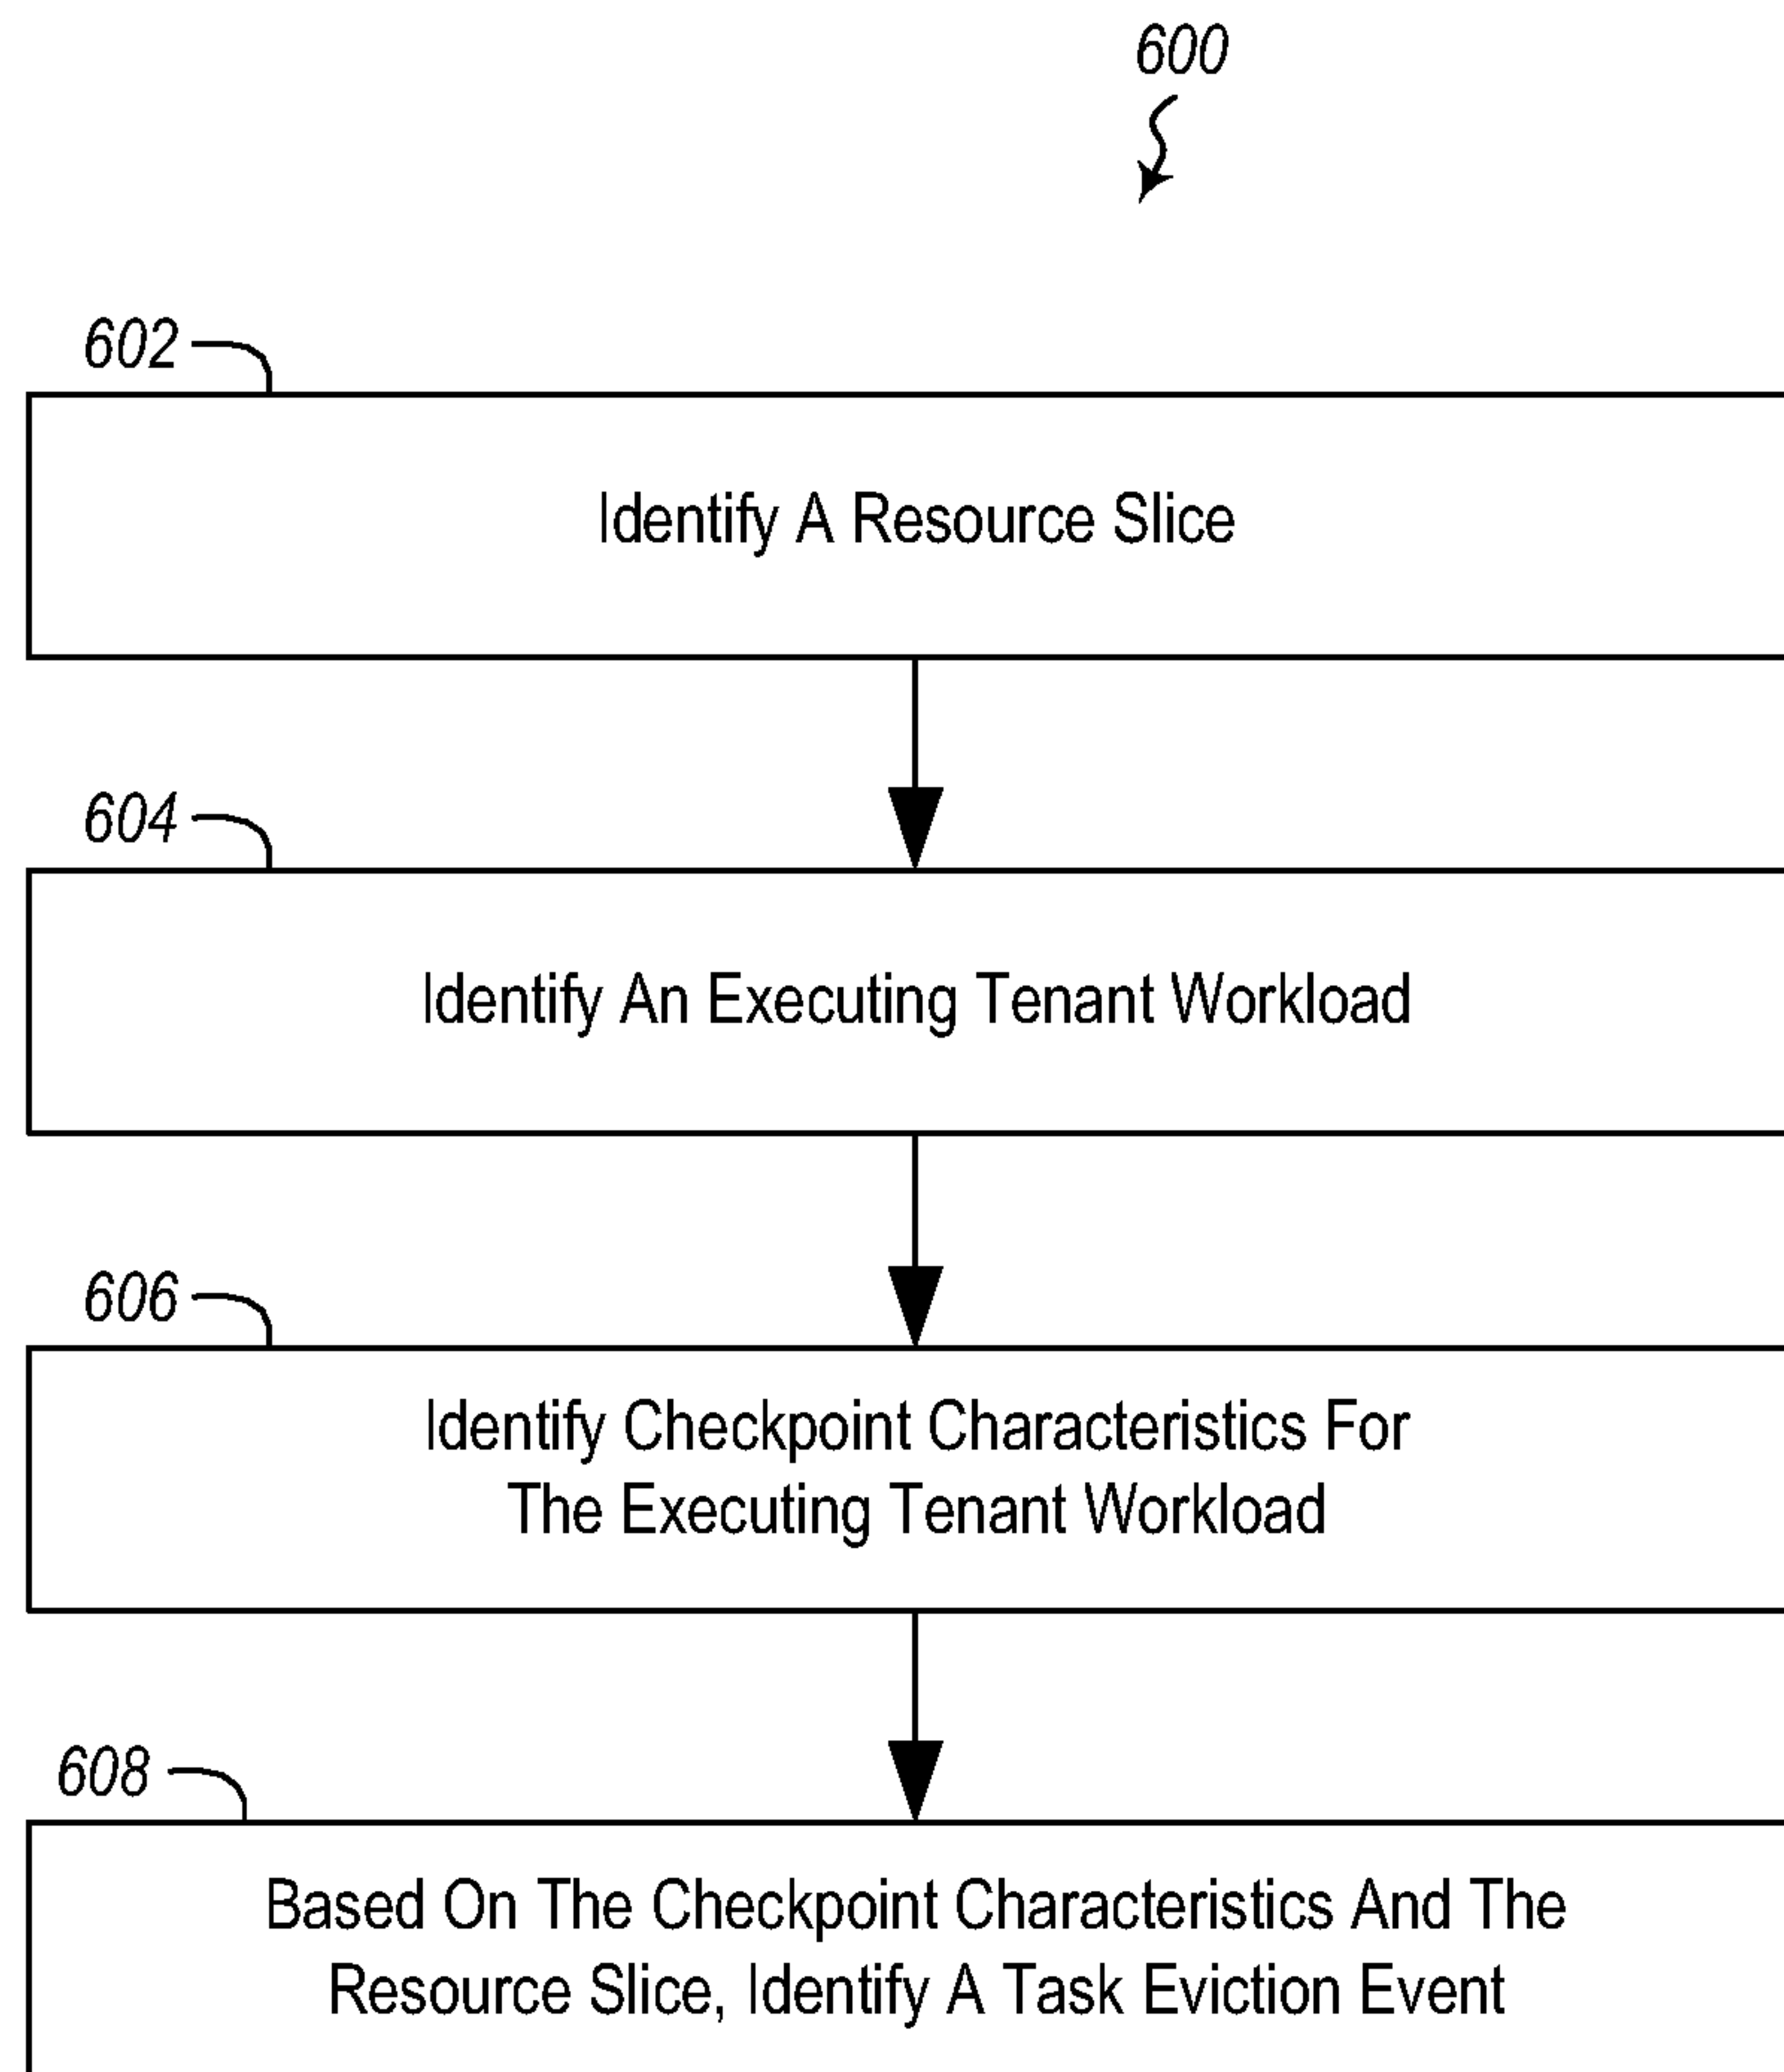 600
602
Identify A Resource Slice
604
Identify An Executing Tenant Workload
606
Identify Checkpoint Characteristics For
The Executing Tenant Workload
608
Based On The Checkpoint Characteristics And The
Resource Slice, Identify A Task Eviction Event